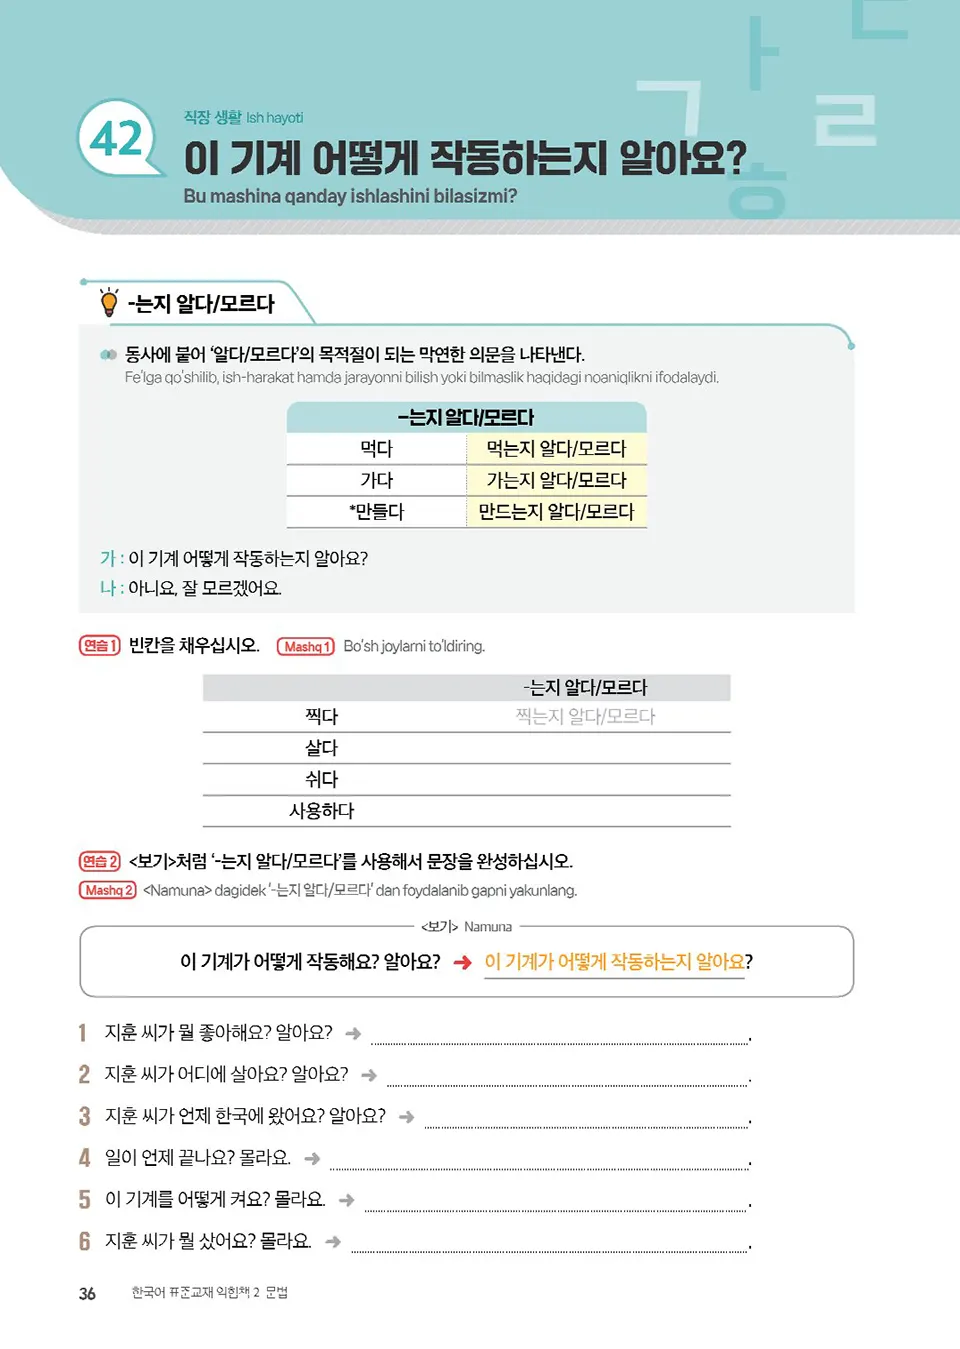 42
직장 생활 Ish hayoti
이 기계 어떻게 작동하는지 알아요?
Bu mashina qanday ishlashini bilasizmi?
ㄱ ㅏ ㄹ ㄷ ㅎ
-는지 알다/모르다
동사에 붙어 '알다/모르다'의 목적절이 되는 막연한 의문을 나타낸다.
Fe'lga qo'shilib, ish-harakat hamda jarayonni bilish yoki bilmaslik haqidagi noaniqlikni ifodalaydi.
-는지 알다/모르다
먹다 먹는지 알다/모르다
가다 가는지 알다/모르다
*만들다 만드는지 알다/모르다
가 : 이 기계 어떻게 작동하는지 알아요?
나 : 아니요, 잘 모르겠어요.
연습 1 빈칸을 채우십시오. Mashq 1 Bo'sh joylarni to'ldiring.
-는지 알다/모르다
찍다 찍는지 알다/모르다
살다
쉬다
사용하다
연습 2 <보기>처럼 '-는지 알다/모르다'를 사용해서 문장을 완성하십시오.
Mashq 2 <Namuna> dagidek '-는지 알다/모르다' dan foydalanib gapni yakunlang.
<보기> Namuna
이 기계가 어떻게 작동해요? 알아요? ➔ 이 기계가 어떻게 작동하는지 알아요?
1 지훈 씨가 뭘 좋아해요? 알아요? ➔ .
2 지훈 씨가 어디에 살아요? 알아요? ➔ .
3 지훈 씨가 언제 한국에 왔어요? 알아요? ➔ .
4 일이 언제 끝나요? 몰라요. ➔ .
5 이 기계를 어떻게 켜요? 몰라요. ➔ .
6 지훈 씨가 뭘 샀어요? 몰라요. ➔ .
36 한국어 표준교재 익힘책 2 문법